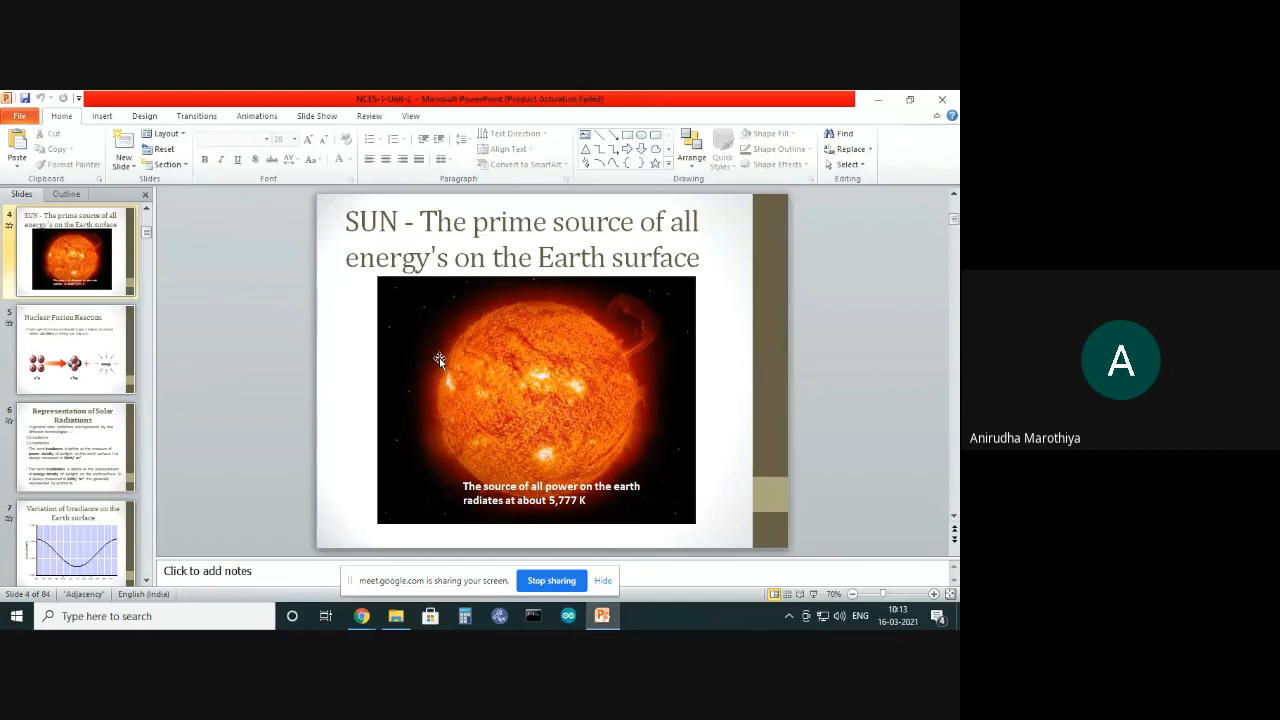 NCES-1-Unit-2 - Microsoft PowerPoint (Product Activation Failed)
File Home Insert Design Transitions Animations Slide Show Review View
Cut
Copy
Format Painter
Paste
Clipboard
New
Slide
Layout
Reset
Section
Slides
28
Font
Paragraph
Text Direction
Align Text
Convert to SmartArt
Arrange
Quick
Styles
Shape Fill
Shape Outline
Shape Effects
Drawing
Find
Replace
Select
Editing
Slides Outline
4
SUN - The prime source of all
energy's on the Earth surface
5
Nuclear Fusion Reaction
energy
6
Representation of Solar
Radiations
7
Variation of Irradiance on the
Earth surface
SUN - The prime source of all
energy's on the Earth surface
The source of all power on the earth
radiates at about 5,777 K
Click to add notes
meet.google.com is sharing your screen.
Stop sharing
Hide
Slide 4 of 84
"Adjacency"
English (India)
70%
Type here to search
ENG
10:13
16-03-2021
4
A
Anirudha Marothiya